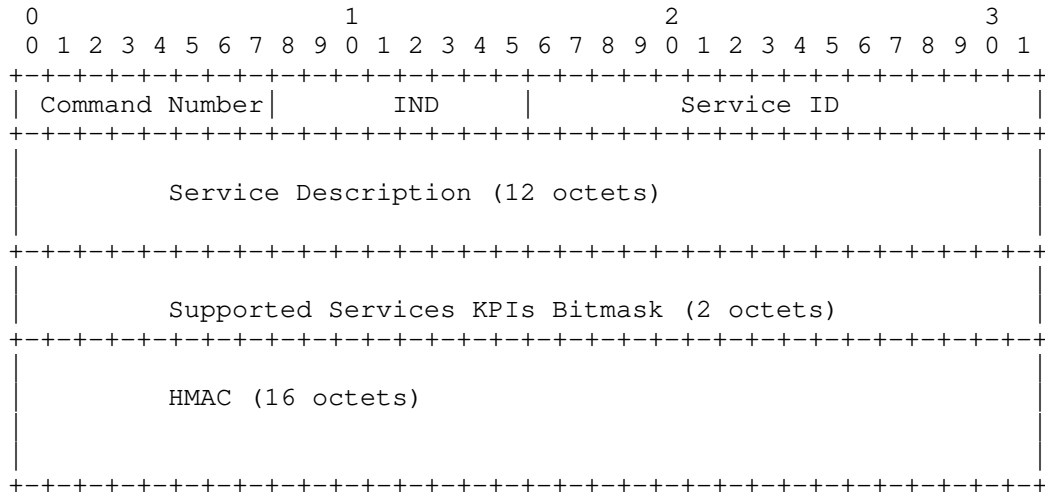 0 1 2 3
0 1 2 3 4 5 6 7 8 9 0 1 2 3 4 5 6 7 8 9 0 1 2 3 4 5 6 7 8 9 0 1
+-+-+-+-+-+-+-+-+-+-+-+-+-+-+-+-+-+-+-+-+-+-+-+-+-+-+-+-+-+-+-+-+
| Command Number| IND | Service ID |
+-+-+-+-+-+-+-+-+-+-+-+-+-+-+-+-+-+-+-+-+-+-+-+-+-+-+-+-+-+-+-+-+
| |
| Service Description (12 octets) |
| |
+-+-+-+-+-+-+-+-+-+-+-+-+-+-+-+-+-+-+-+-+-+-+-+-+-+-+-+-+-+-+-+-+
| |
| Supported Services KPIs Bitmask (2 octets) |
+-+-+-+-+-+-+-+-+-+-+-+-+-+-+-+-+-+-+-+-+-+-+-+-+-+-+-+-+-+-+-+-+
| |
| HMAC (16 octets) |
| |
| |
+-+-+-+-+-+-+-+-+-+-+-+-+-+-+-+-+-+-+-+-+-+-+-+-+-+-+-+-+-+-+-+-+